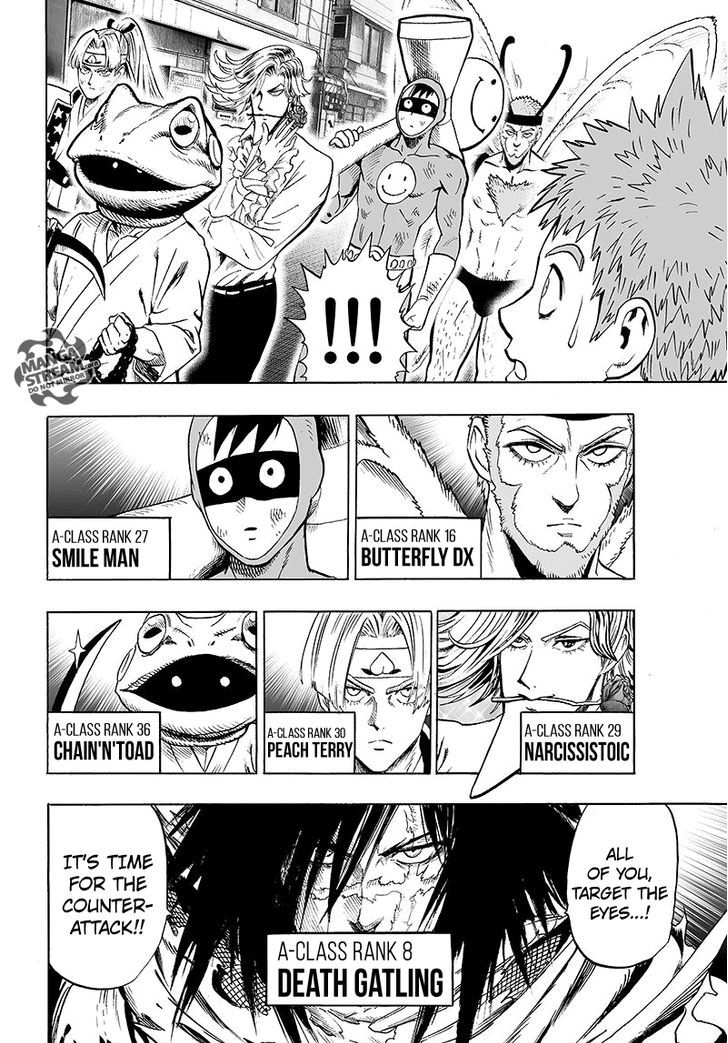 !!!
MANGA
STREAM.COM
DO NOT MIRROR
A-CLASS RANK 27
SMILE MAN
A-CLASS RANK 16
BUTTERFLY DX
A-CLASS RANK 36
CHAIN'N'TOAD
A-CLASS RANK 30
PEACH TERRY
A-CLASS RANK 29
NARCISSISTOIC
ALL
OF YOU,
TARGET THE
EYES...!
IT'S TIME
FOR THE
COUNTER-
ATTACK!!
A-CLASS RANK 8
DEATH GATLING